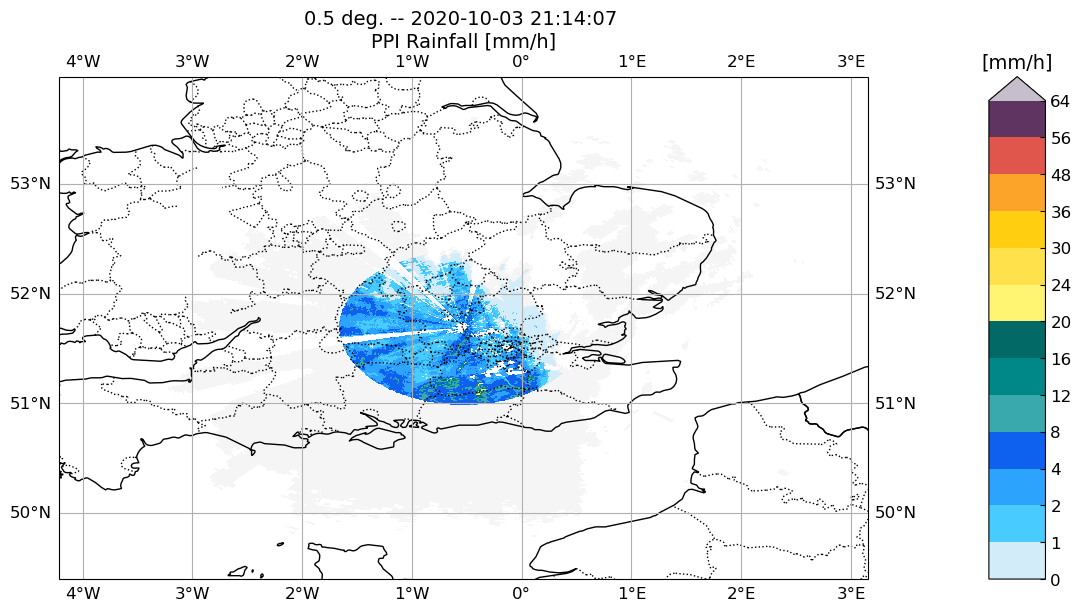 0.5 deg. -- 2020-10-03 21:14:07
PPI Rainfall [mm/h]
4°W 3°W 2°W 1°W 0° 1°E 2°E 3°E
[mm/h]
64
56
53°N 53°N
48
36
30
52°N 52°N
24
20
16
51°N 51°N
12
8
4
50°N 50°N
2
1
0
4°W 3°W 2°W 1°W 0° 1°E 2°E 3°E